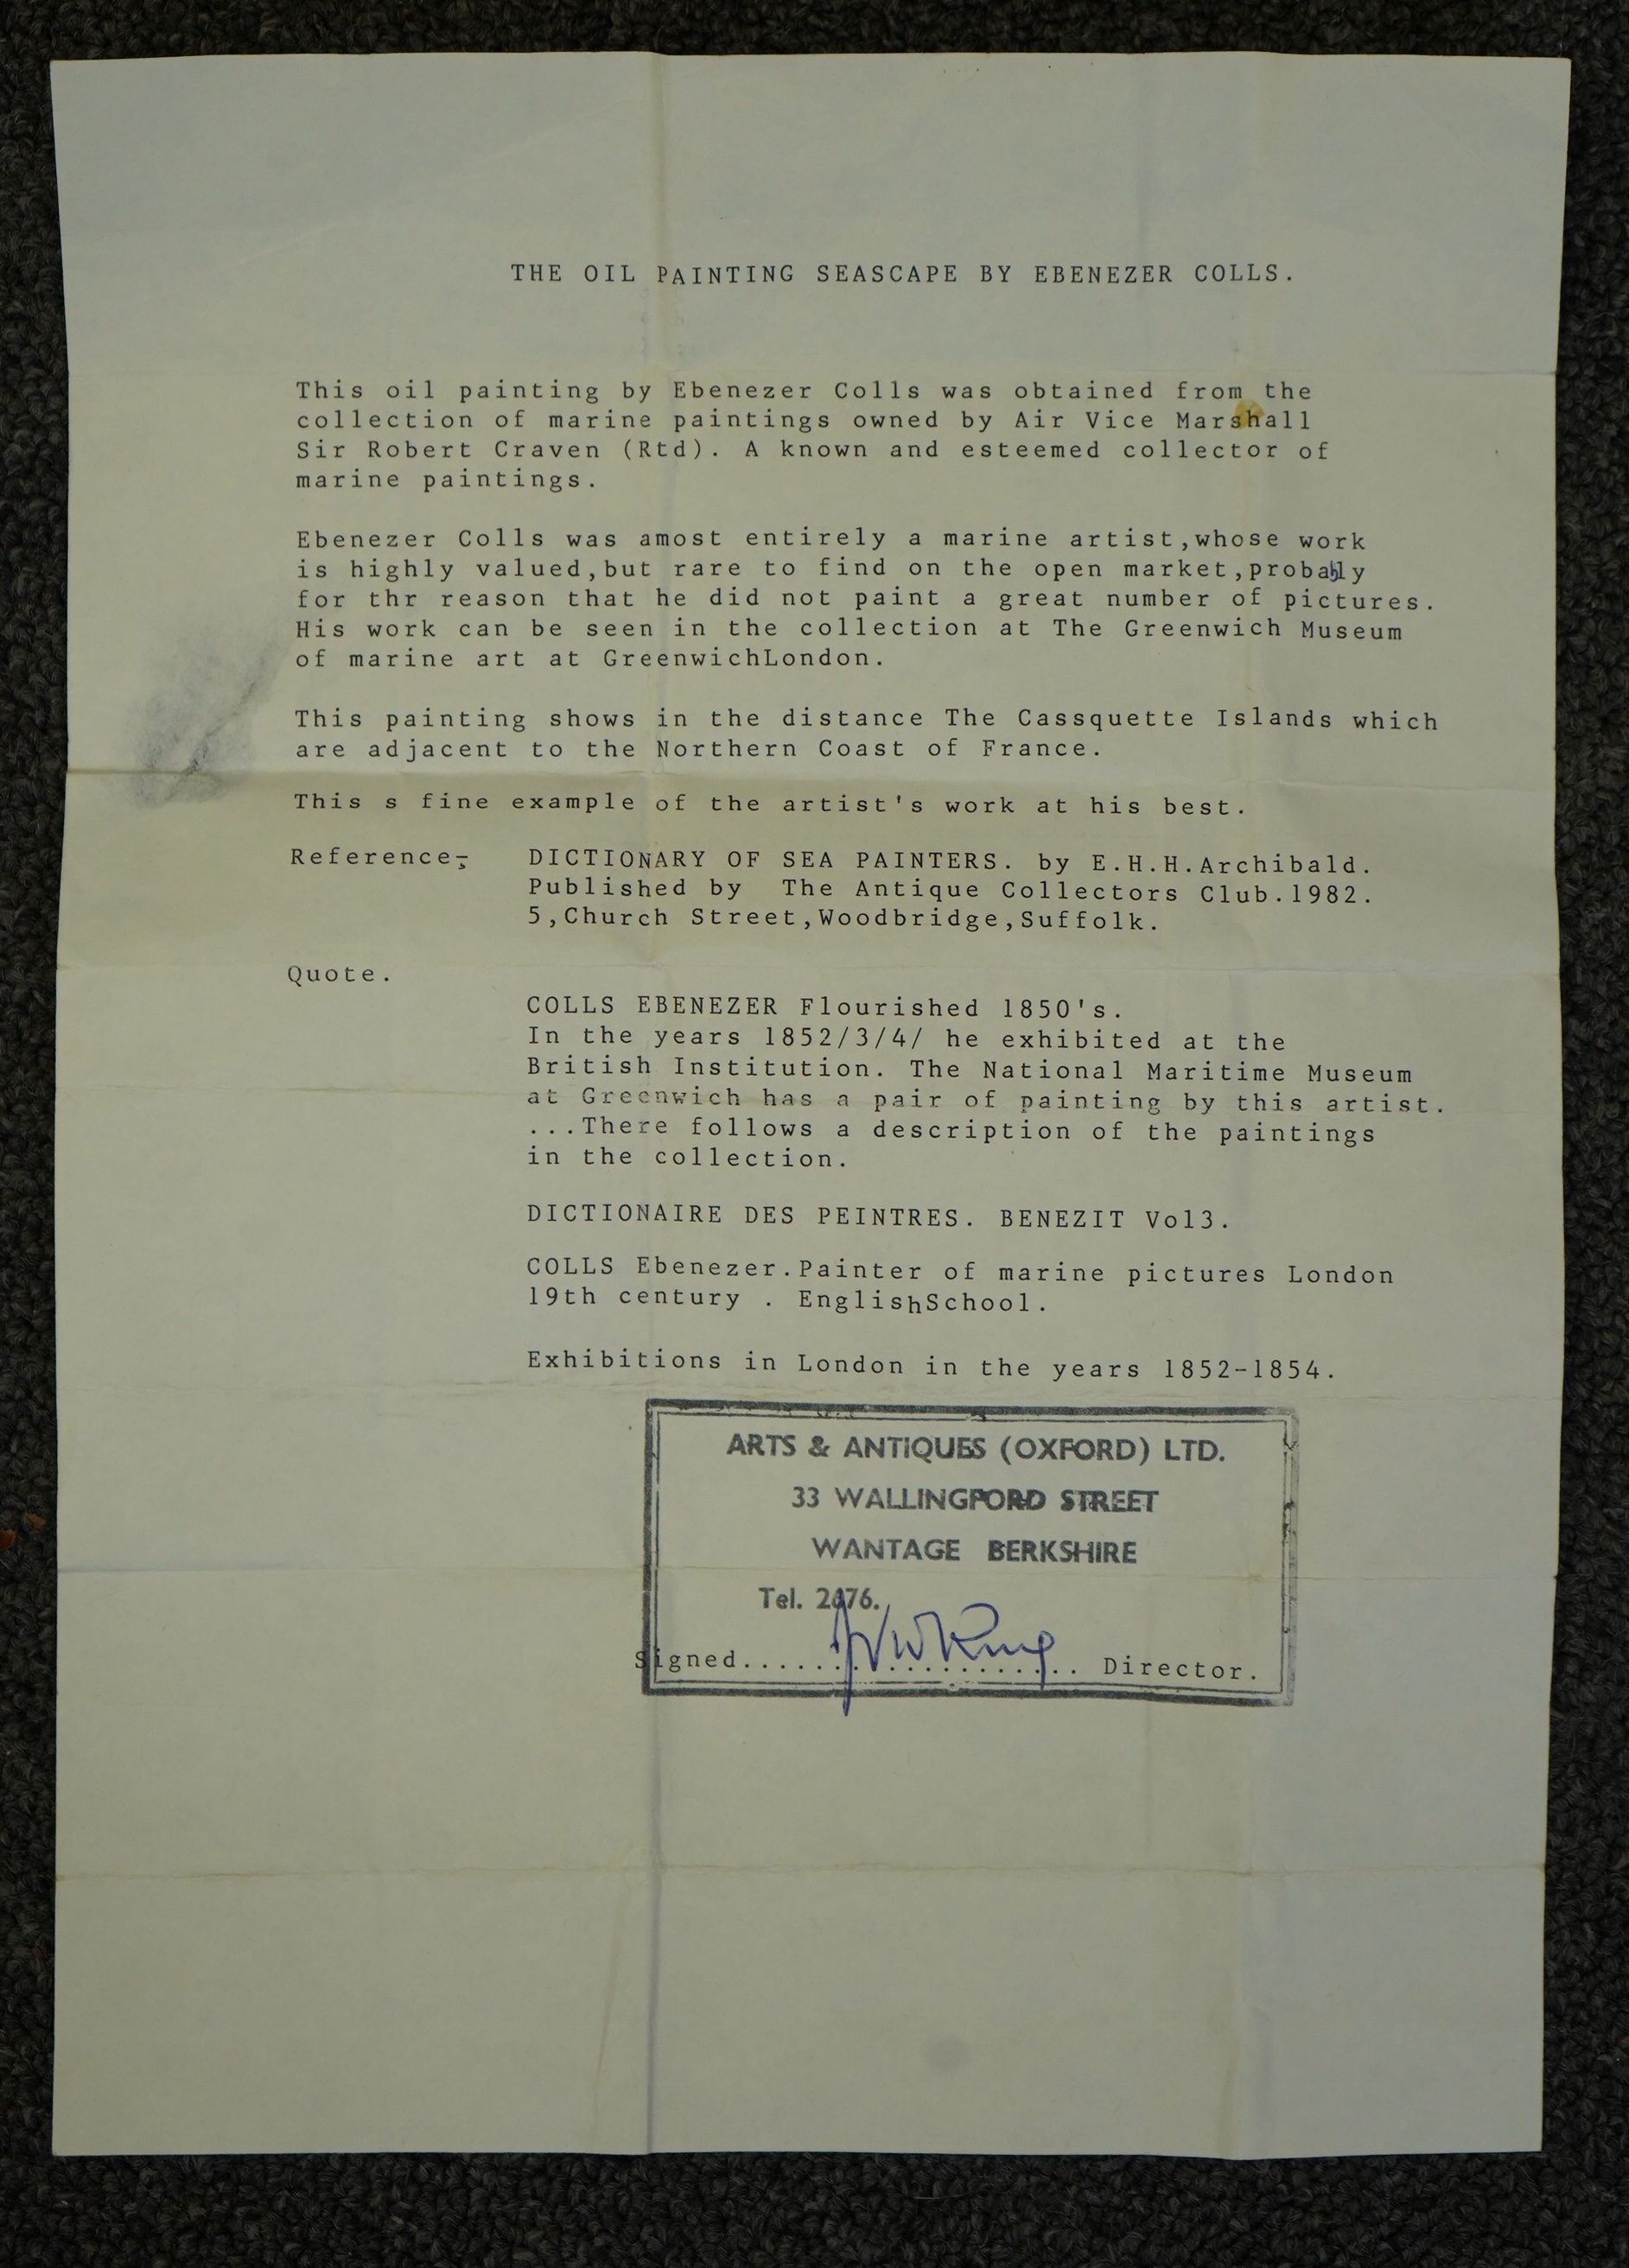 THE OIL PAINTING SEASCAPE BY EBENEZER COLLS.
This oil painting by Ebenezer Colls was obtained from the
collection of marine paintings owned by Air Vice Marshall
Sir Robert Craven (Rtd). A known and esteemed collector of
marine paintings.
Ebenezer Colls was amost entirely a marine artist,whose work
is highly valued,but rare to find on the open market,probably
for thr reason that he did not paint a great number of pictures.
His work can be seen in the collection at The Greenwich Museum
of marine art at GreenwichLondon.
This painting shows in the distance The Cassquette Islands which
are adjacent to the Northern Coast of France.
This s fine example of the artist's work at his best.
Reference; DICTIONARY OF SEA PAINTERS. by E.H.H.Archibald.
Published by The Antique Collectors Club.1982.
5,Church Street,Woodbridge,Suffolk.
Quote.
COLLS EBENEZER Flourished 1850's.
In the years 1852/3/4/ he exhibited at the
British Institution. The National Maritime Museum
at Greenwich has a pair of painting by this artist.
...There follows a description of the paintings
in the collection.
DICTIONAIRE DES PEINTRES. BENEZIT Vol3.
COLLS Ebenezer.Painter of marine pictures London
19th century . EnglishSchool.
Exhibitions in London in the years 1852-1854.
ARTS & ANTIQUES (OXFORD) LTD.
33 WALLINGFORD STREET
WANTAGE BERKSHIRE
Tel.
Signed.................... Director.